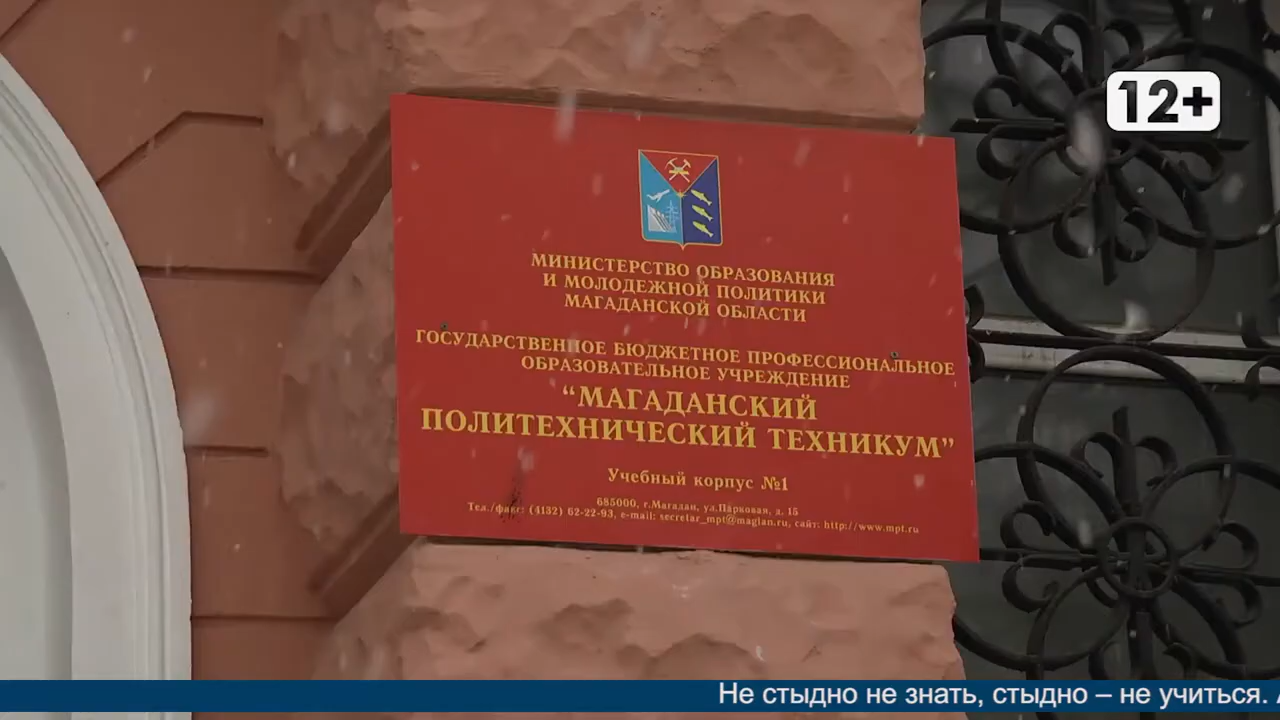 12+
МИНИСТЕРСТВО ОБРАЗОВАНИЯ
И МОЛОДЕЖНОЙ ПОЛИТИКИ
МАГАДАНСКОЙ ОБЛАСТИ
ГОСУДАРСТВЕННОЕ БЮДЖЕТНОЕ ПРОФЕССИОНАЛЬНОЕ
ОБРАЗОВАТЕЛЬНОЕ УЧРЕЖДЕНИЕ
“МАГАДАНСКИЙ
ПОЛИТЕХНИЧЕСКИЙ ТЕХНИКУМ”
Учебный корпус №1
685000, г.Магадан, ул.Парковая, д. 15
Тел./факс: (4132) 62-22-93, e-mail: secretar_mpt@maglan.ru, сайт: http://www.mpt.ru
Не стыдно не знать, стыдно – не учиться.